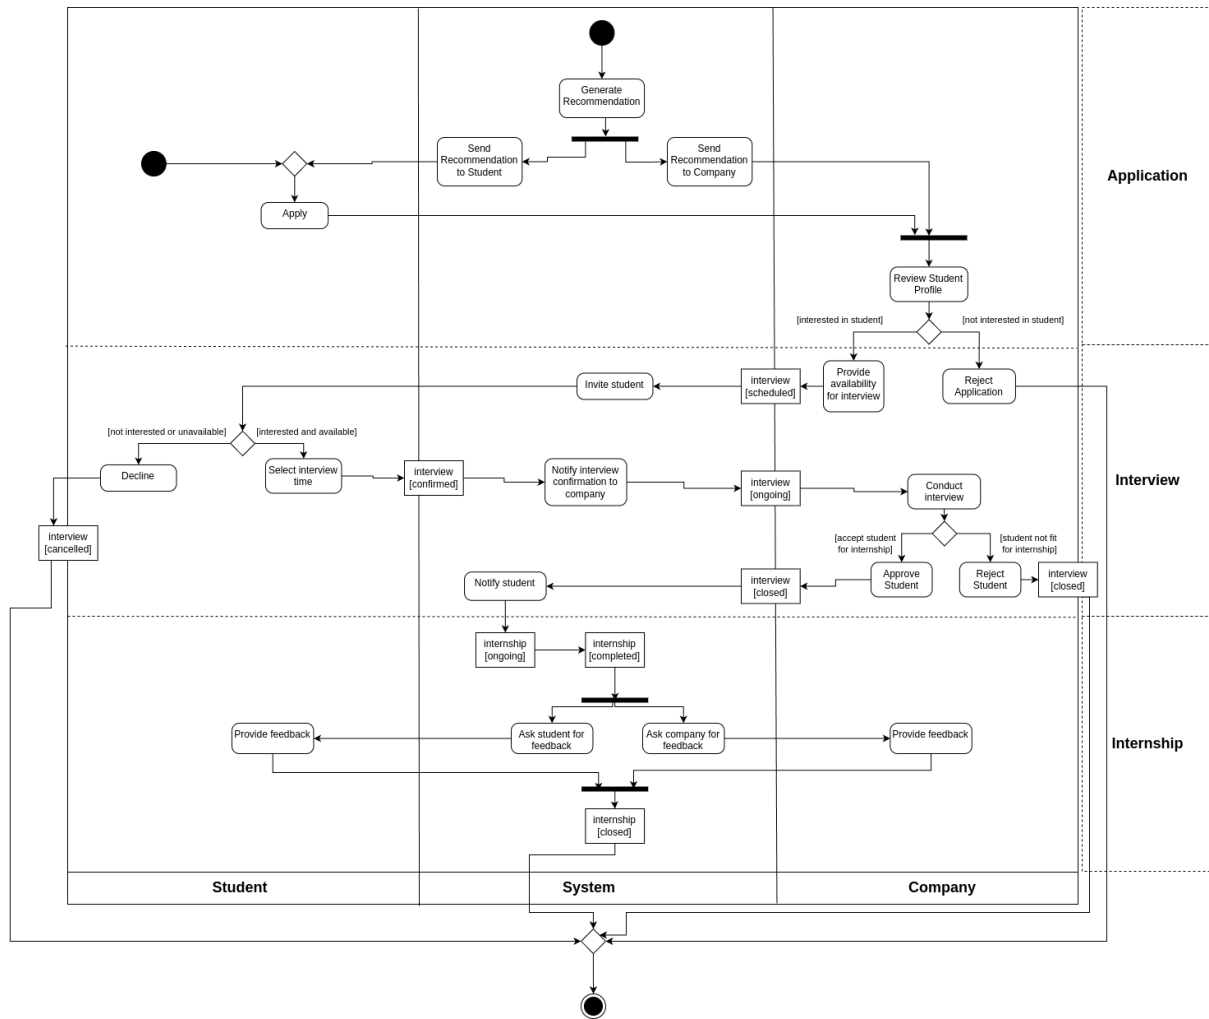 Generate
Recommendation
Send
Recommendation
to Student
Send
Recommendation
to Company
Application
Apply
Review Student
Profile
[interested in student]
[not interested in student]
Invite student
interview
[scheduled]
Provide
availability
for interview
Reject
Application
[not interested or unavailable]
[interested and available]
Decline
Select interview
time
interview
[confirmed]
Notify interview
confirmation to
company
interview
[ongoing]
Conduct
interview
Interview
interview
[cancelled]
[accept student
for internship]
[student not fit
for internship]
Notify student
interview
[closed]
Approve
Student
Reject
Student
interview
[closed]
internship
[ongoing]
internship
[completed]
Provide feedback
Ask student for
feedback
Ask company for
feedback
Provide feedback
Internship
internship
[closed]
Student
System
Company